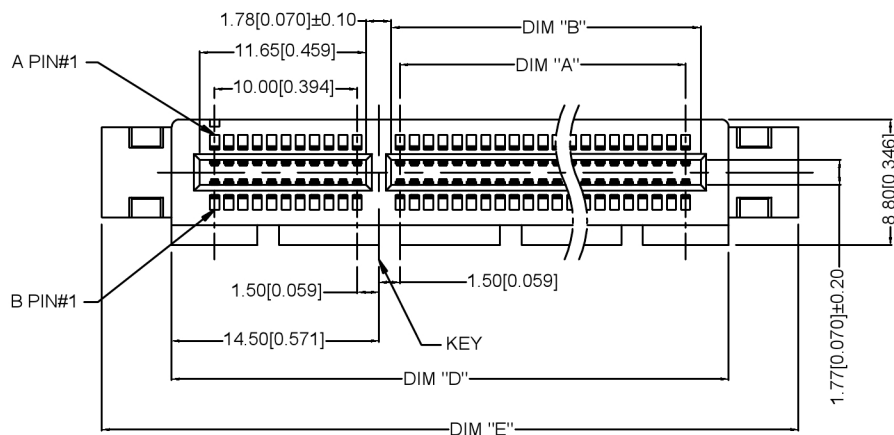 1.78[0.070]±0.10
DIM "B"
11.65[0.459]
A PIN#1
DIM "A"
10.00[0.394]
8.80[0.346]
1.77[0.070]±0.20
B PIN#1
1.50[0.059]
1.50[0.059]
14.50[0.571]
KEY
DIM "D"
DIM "E"